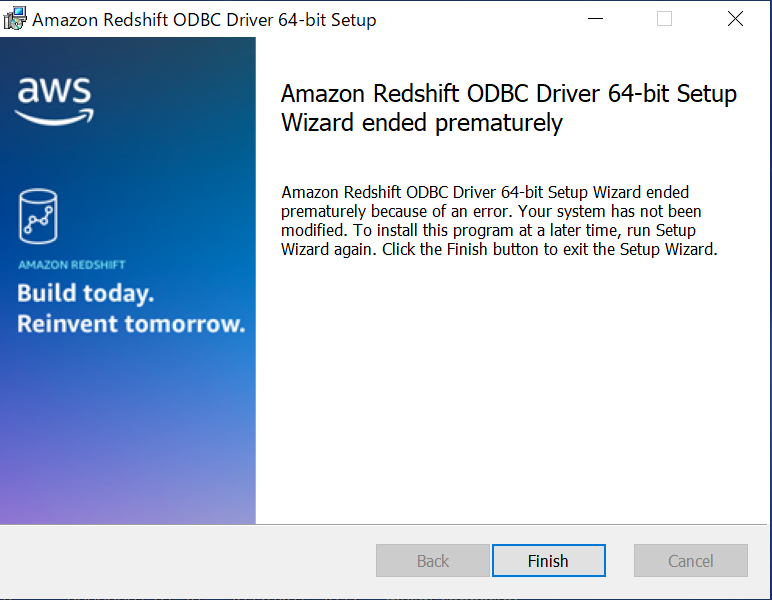 Amazon Redshift ODBC Driver 64-bit Setup
aws
AMAZON REDSHIFT
Build today.
Reinvent tomorrow.
Amazon Redshift ODBC Driver 64-bit Setup
Wizard ended prematurely
Amazon Redshift ODBC Driver 64-bit Setup Wizard ended
prematurely because of an error. Your system has not been
modified. To install this program at a later time, run Setup
Wizard again. Click the Finish button to exit the Setup Wizard.
Back
Finish
Cancel